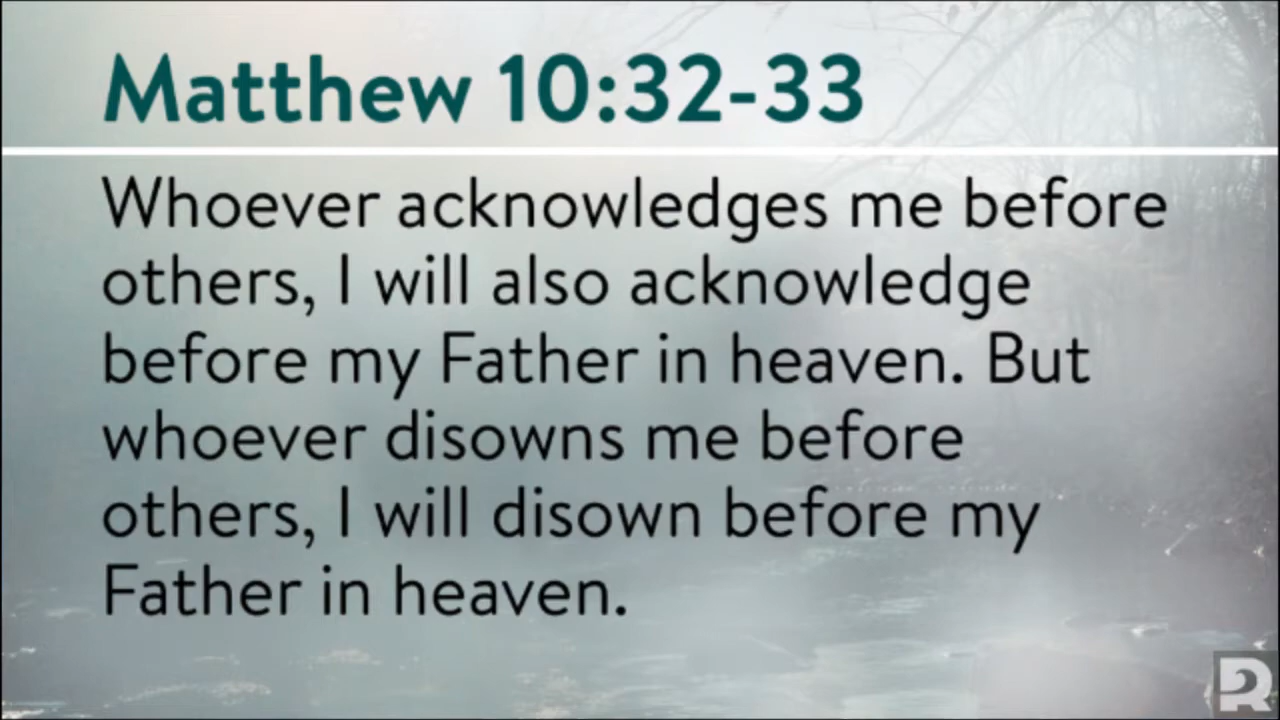 Matthew 10:32-33
Whoever acknowledges me before
others, I will also acknowledge
before my Father in heaven. But
whoever disowns me before
others, I will disown before my
Father in heaven.
R